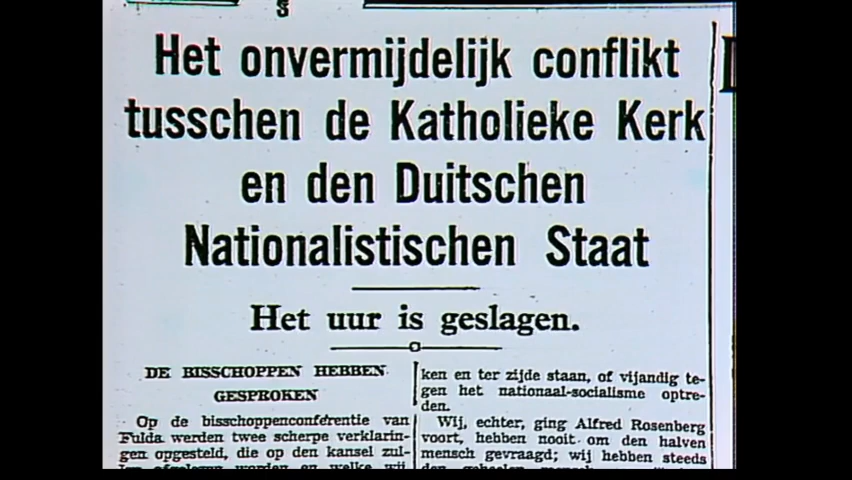 Het onvermijdelijk conflikt
tusschen de Katholieke Kerk
en den Duitschen
Nationalistischen Staat
Het uur is geslagen.
DE BISSCHOPPEN HEBBEN
GESPROKEN
Op de bisschoppenconferentie van
Fulda werden twee scherpe verklarin-
gen opgesteld, die op den kansel zul-
ken en ter zijde staan, of vijandig te-
gen het nationaal-socialisme optre-
den.
Wij, echter, ging Alfred Rosenberg
voort, hebben nooit om den halven
mensch gevraagd; wij hebben steeds